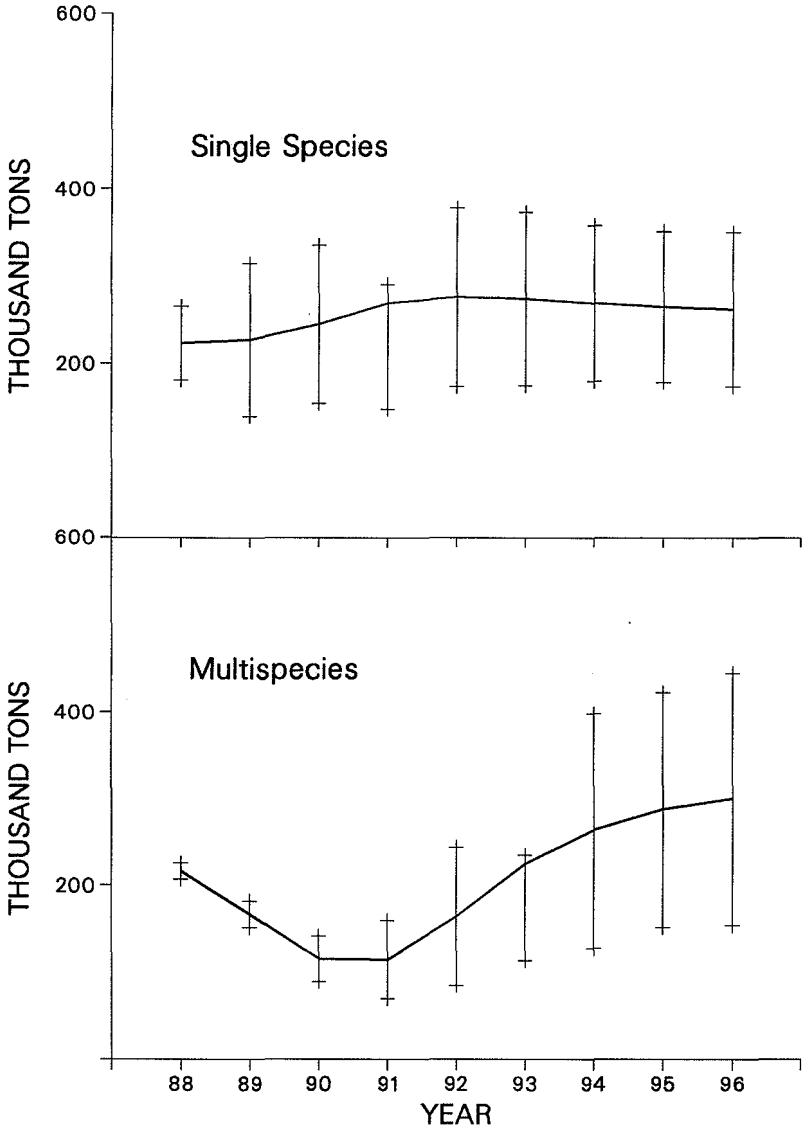 600
400
200
THOUSAND TONS
Single Species
600
400
200
THOUSAND TONS
Multispecies
88 89 90 91 92 93 94 95 96
YEAR